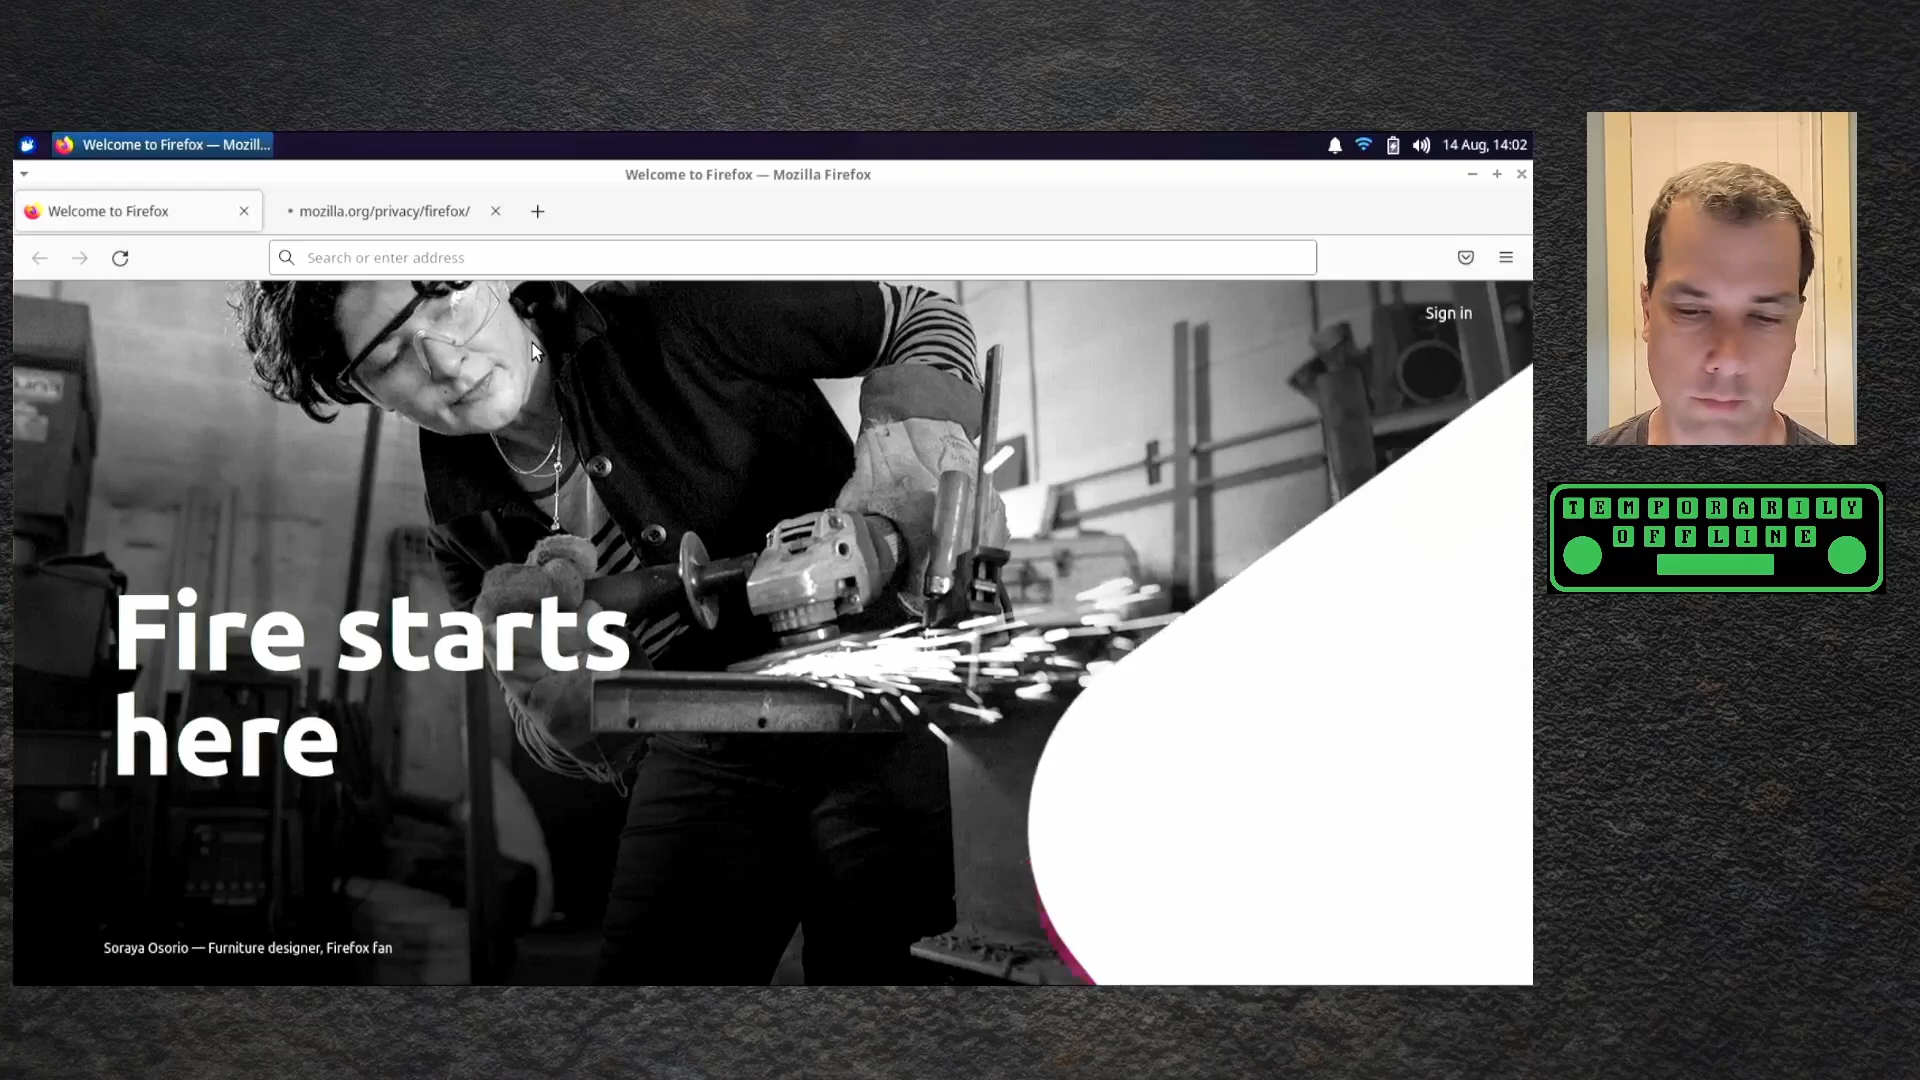 Welcome to Firefox — Mozill...
14 Aug, 14:02
Welcome to Firefox — Mozilla Firefox
Welcome to Firefox
mozilla.org/privacy/firefox/
Search or enter address
Sign in
Fire starts
here
Soraya Osorio — Furniture designer, Firefox fan
TEMPORARILY
OFFLINE